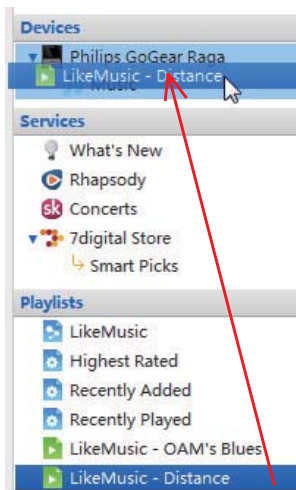 Devices
Philips GoGear Raga
LikeMusic - Distance
Music
Services
What's New
Rhapsody
sk Concerts
7digital Store
Smart Picks
Playlists
LikeMusic
Highest Rated
Recently Added
Recently Played
LikeMusic - OAM's Blues
LikeMusic - Distance